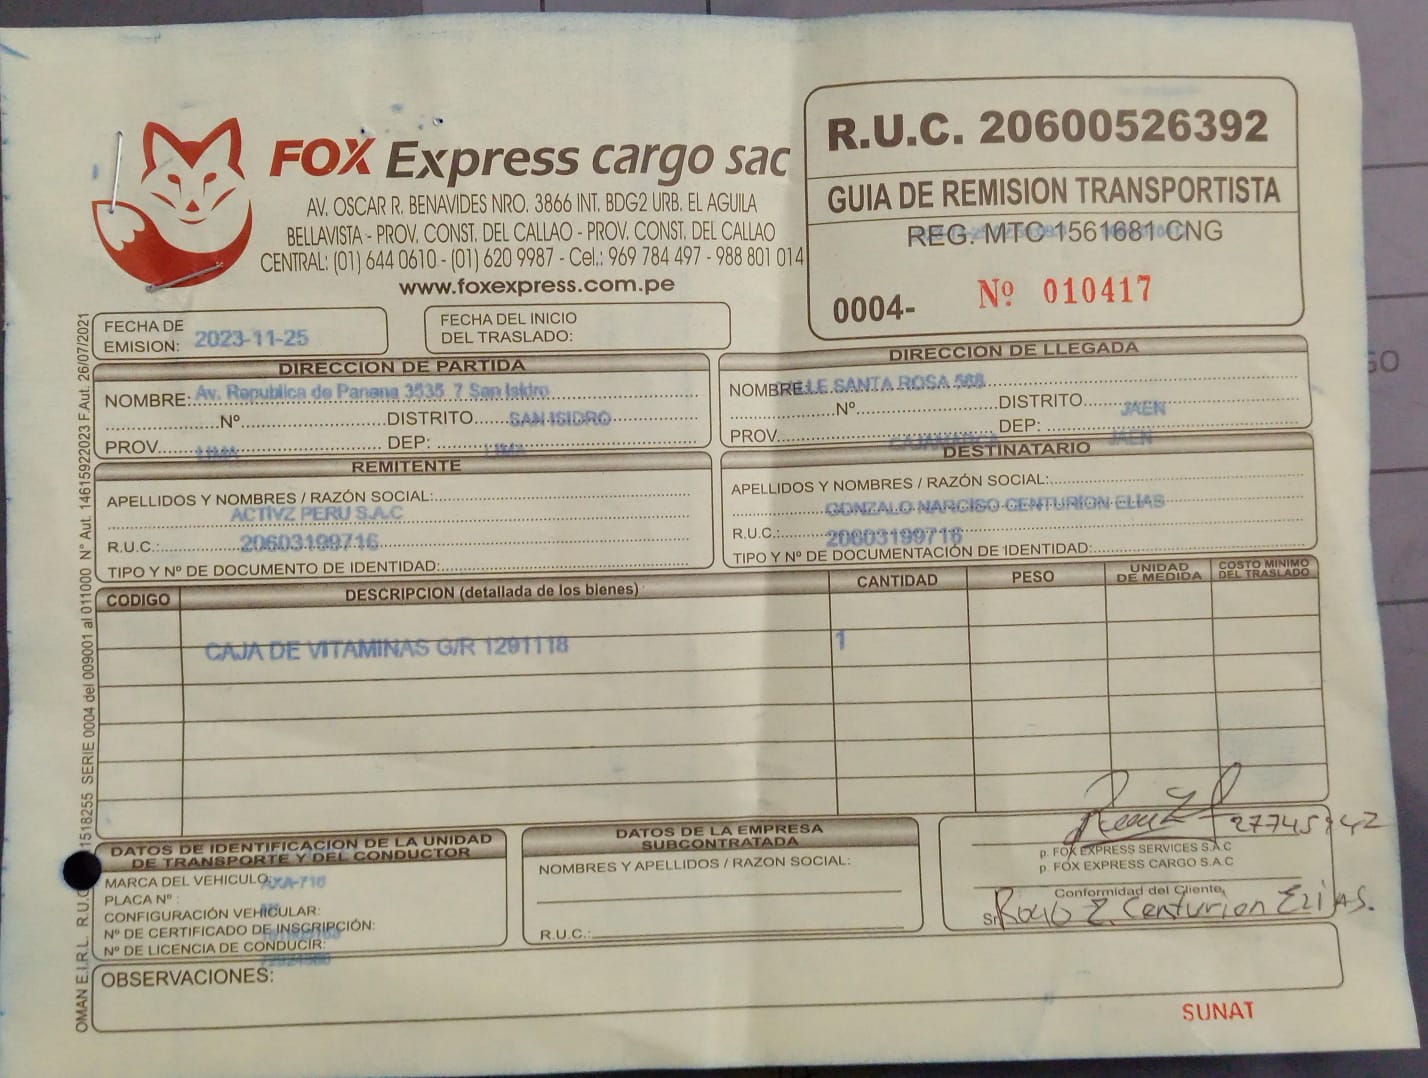 FOX Express cargo sac
AV. OSCAR R. BENAVIDES NRO. 3866 INT. BDG2 URB. EL AGUILA
BELLAVISTA - PROV. CONST. DEL CALLAO - PROV. CONST. DEL CALLAO
CENTRAL: (01) 644 0610 - (01) 620 9987 - Cel.: 969 784 497 - 988 801 014
www.foxexpress.com.pe
R.U.C. 20600526392
GUIA DE REMISION TRANSPORTISTA
REG. MTC 1561681 CNG
0004- Nº 010417
FECHA DE EMISION: 2023-11-25
FECHA DEL INICIO DEL TRASLADO:
DIRECCION DE PARTIDA
NOMBRE: Av. Republica de Panana 3535 7 San Isidro
Nº DISTRITO SAN ISIDRO
PROV. LIMA DEP: LIMA
DIRECCION DE LLEGADA
NOMBRE: LE SANTA ROSA 568
Nº DISTRITO JAEN
PROV. CAJAMARCA DEP: JAEN
REMITENTE
APELLIDOS Y NOMBRES / RAZÓN SOCIAL:
ACTIVZ PERU S.A.C
R.U.C.: 20603199716
TIPO Y Nº DE DOCUMENTO DE IDENTIDAD:
DESTINATARIO
APELLIDOS Y NOMBRES / RAZÓN SOCIAL:
GONZALO NARCISO CENTURION ELIAS
R.U.C.: 20603199716
TIPO Y Nº DE DOCUMENTACIÓN DE IDENTIDAD:
CODIGO DESCRIPCION (detallada de los bienes) CANTIDAD PESO UNIDAD DE MEDIDA COSTO MINIMO DEL TRASLADO
CAJA DE VITAMINAS G/R 1291118 1
DATOS DE IDENTIFICACION DE LA UNIDAD
DE TRANSPORTE Y DEL CONDUCTOR
MARCA DEL VEHICULO: AXA-716
PLACA Nº :
CONFIGURACIÓN VEHICULAR:
Nº DE CERTIFICADO DE INSCRIPCIÓN:
Nº DE LICENCIA DE CONDUCIR:
DATOS DE LA EMPRESA
SUBCONTRATADA
NOMBRES Y APELLIDOS / RAZON SOCIAL:
R.U.C.:
p. FOX EXPRESS SERVICES S.A.C
p. FOX EXPRESS CARGO S.A.C
Conformidad del Cliente
Sr. Centurion
OBSERVACIONES:
SUNAT
OMAN E.I.R.L. R.U.C. 1518255 SERIE 0004 del 009001 al 011000 Nº Aut. 14615922023 F.Aut. 26/07/2021